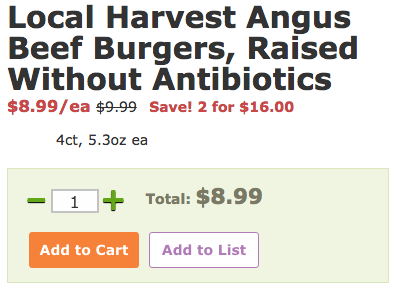 Local Harvest Angus
Beef Burgers, Raised
Without Antibiotics
$8.99/ea $9.99 Save! 2 for $16.00
4ct, 5.3oz ea
− 1 + Total: $8.99
Add to Cart Add to List